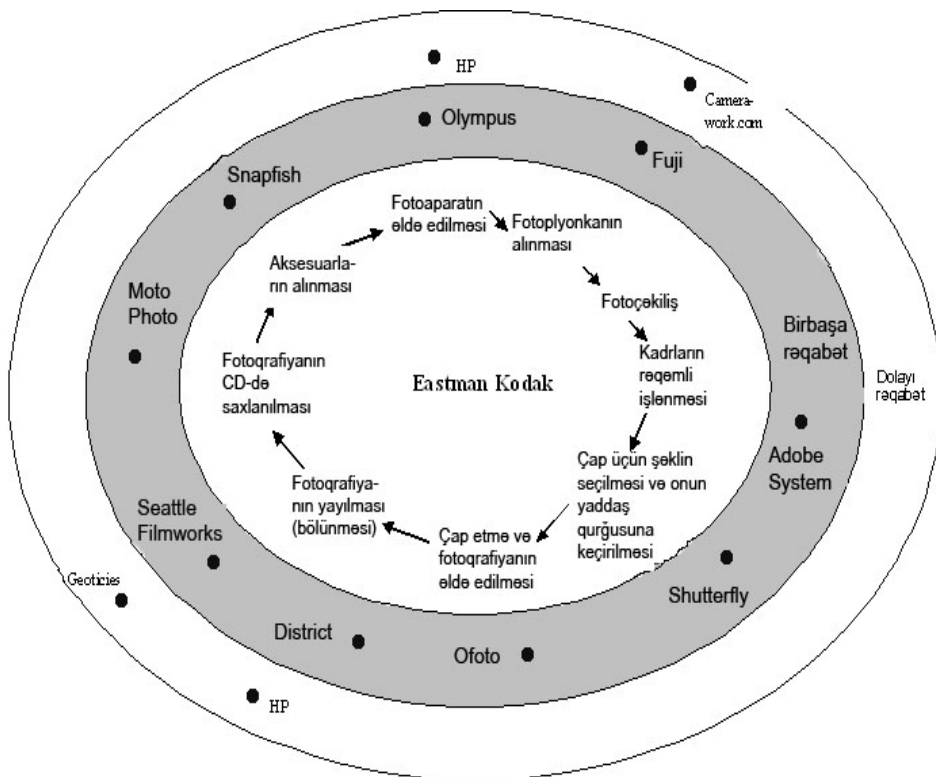 HP
Camera-
work.com
Olympus
Fuji
Snapfish
Fotoaparatın
əldə edilməsi
Fotoplyonkanın
alınması
Aksesuarla-
rın alınması
Moto
Photo
Fotoçəkiliş
Birbaşa
rəqabət
Fotoqrafiyanın
CD-də
saxlanılması
Eastman Kodak
Kadrların
rəqəmli
işlənməsi
Dolayı
rəqabət
Adobe
System
Çap üçün şəklin
seçilməsi və onun
yaddaş
qurğusuna
keçirilməsi
Fotoqrafiya-
nın yayılması
(bölünməsi)
Seattle
Filmworks
Çap etmə və
fotoqrafiyanın
əldə edilməsi
Geoticies
Shutterfly
District
Ofoto
HP